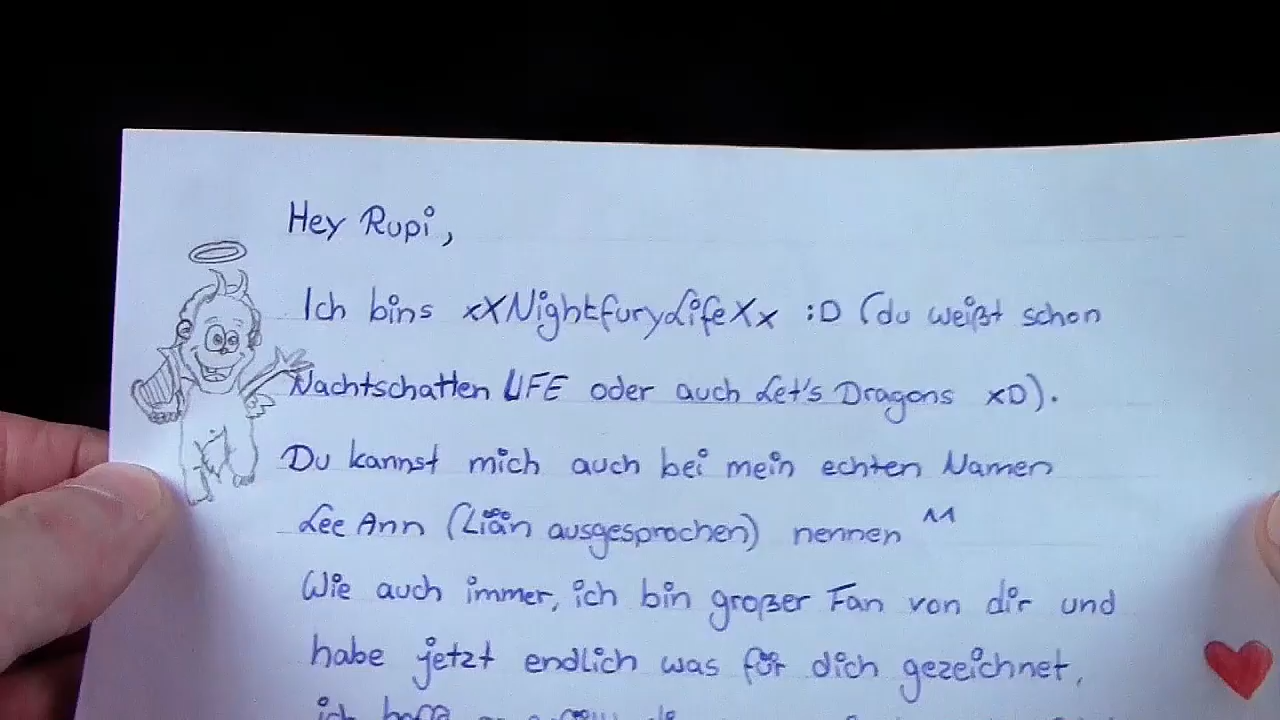 Hey Rupi,
Ich bins xXNightfuryLifeXx :D (du weißt schon
Nachtschatten LIFE oder auch Let's Dragons xD).
Du kannst mich auch bei mein echten Namen
Lee Ann (Liän ausgesprochen) nennen ^^
Wie auch immer, ich bin großer Fan von dir und
habe jetzt endlich was für dich gezeichnet,
ich